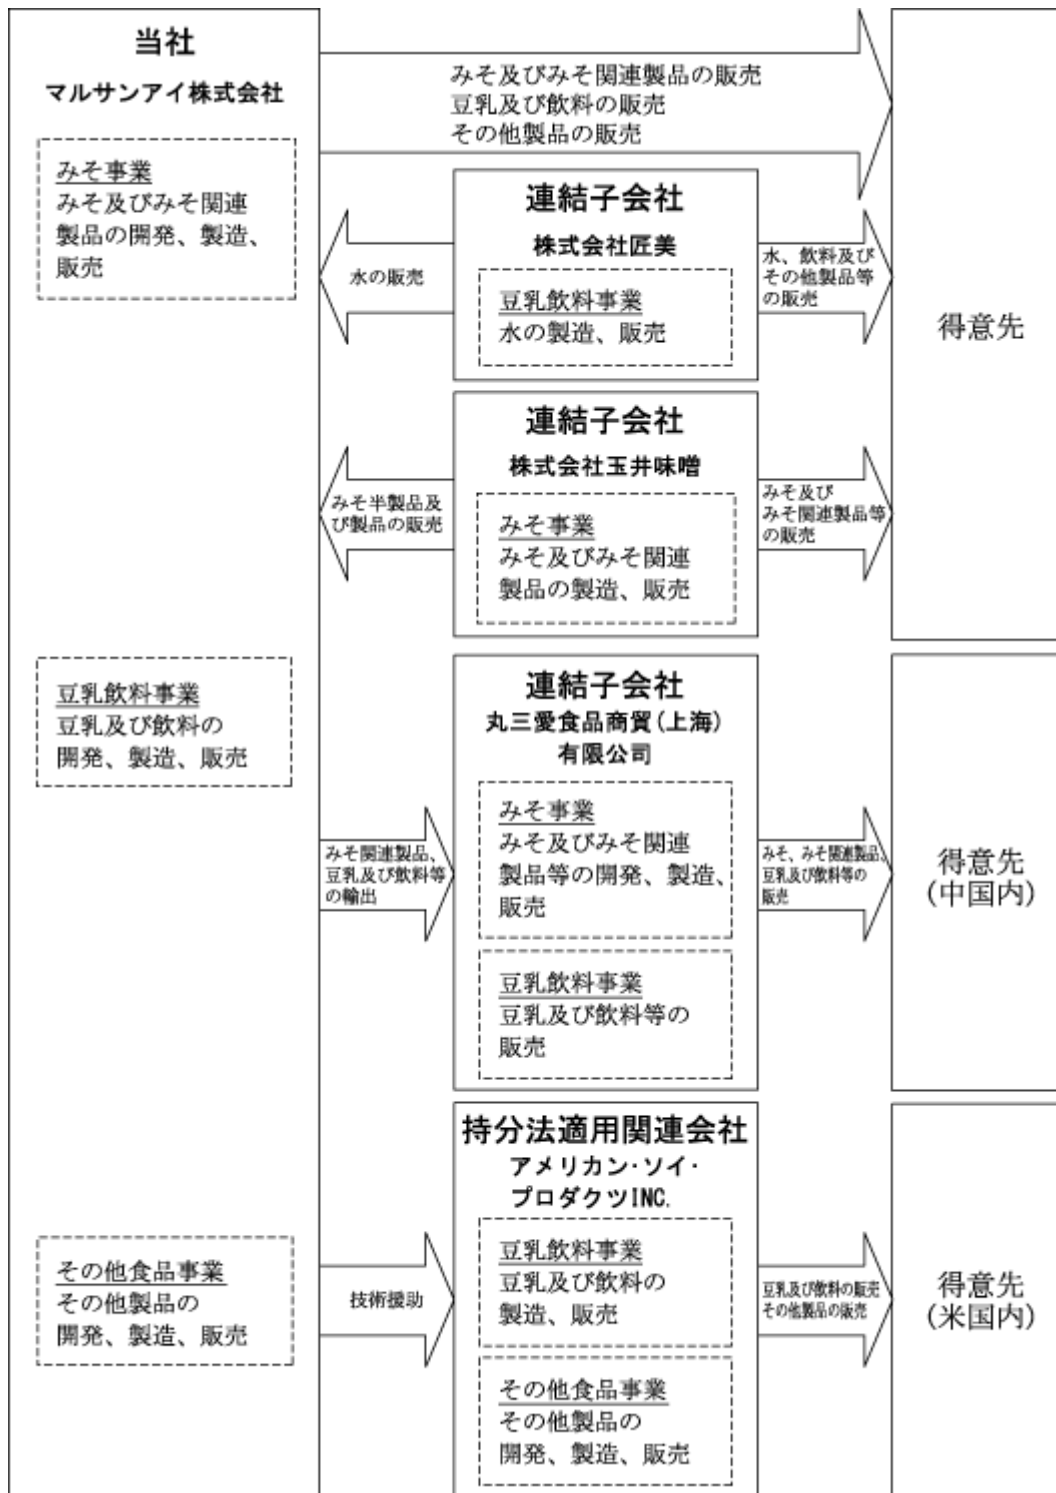 当社
マルサンアイ株式会社
みそ事業
みそ及びみそ関連
製品の開発、製造、
販売
豆乳飲料事業
豆乳及び飲料の
開発、製造、販売
その他食品事業
その他製品の
開発、製造、販売
みそ及びみそ関連製品の販売
豆乳及び飲料の販売
その他製品の販売
連結子会社
株式会社匠美
豆乳飲料事業
水の製造、販売
水の販売
水、飲料及び
その他製品等
の販売
得意先
連結子会社
株式会社玉井味噌
みそ事業
みそ及びみそ関連
製品の製造、販売
みそ半製品及
び製品の販売
みそ及び
みそ関連製品等
の販売
連結子会社
丸三愛食品商貿(上海)
有限公司
みそ事業
みそ及びみそ関連
製品等の開発、製造、
販売
豆乳飲料事業
豆乳及び飲料等の
販売
みそ関連製品、
豆乳及び飲料等
の輸出
みそ、みそ関連製品、
豆乳及び飲料等の
販売
得意先
(中国内)
持分法適用関連会社
アメリカン・ソイ・
プロダクツINC.
豆乳飲料事業
豆乳及び飲料の
製造、販売
その他食品事業
その他製品の
開発、製造、販売
技術援助
豆乳及び飲料の販売
その他製品の販売
得意先
(米国内)